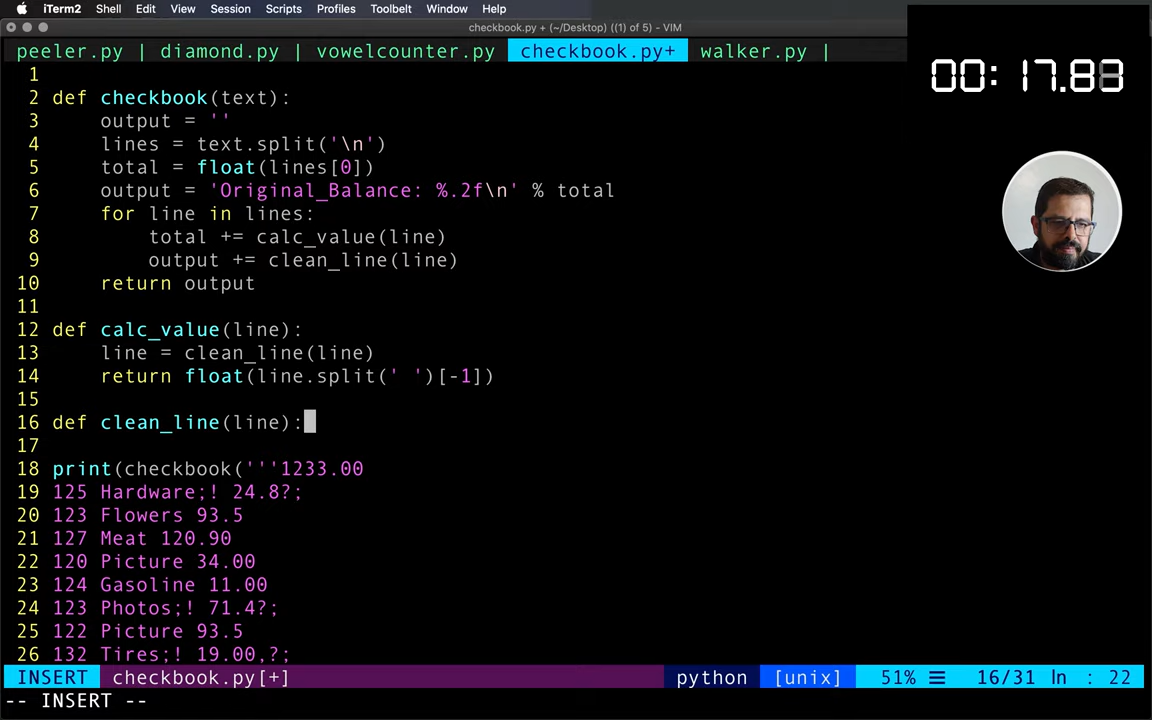 iTerm2 Shell Edit View Session Scripts Profiles Toolbelt Window Help
checkbook.py + (~/Desktop) ((1) of 5) - VIM
peeler.py | diamond.py | vowelcounter.py checkbook.py+ walker.py |
00:17.83
1
2 def checkbook(text):
3     output = ''
4     lines = text.split('\n')
5     total = float(lines[0])
6     output = 'Original_Balance: %.2f\n' % total
7     for line in lines:
8         total += calc_value(line)
9         output += clean_line(line)
10     return output
11
12 def calc_value(line):
13     line = clean_line(line)
14     return float(line.split(' ')[-1])
15
16 def clean_line(line):
17
18 print(checkbook('''1233.00
19 125 Hardware;! 24.8?;
20 123 Flowers 93.5
21 127 Meat 120.90
22 120 Picture 34.00
23 124 Gasoline 11.00
24 123 Photos;! 71.4?;
25 122 Picture 93.5
26 132 Tires;! 19.00,?;
INSERT checkbook.py[+] python [unix] 51% ☰ 16/31 ln : 22
-- INSERT --